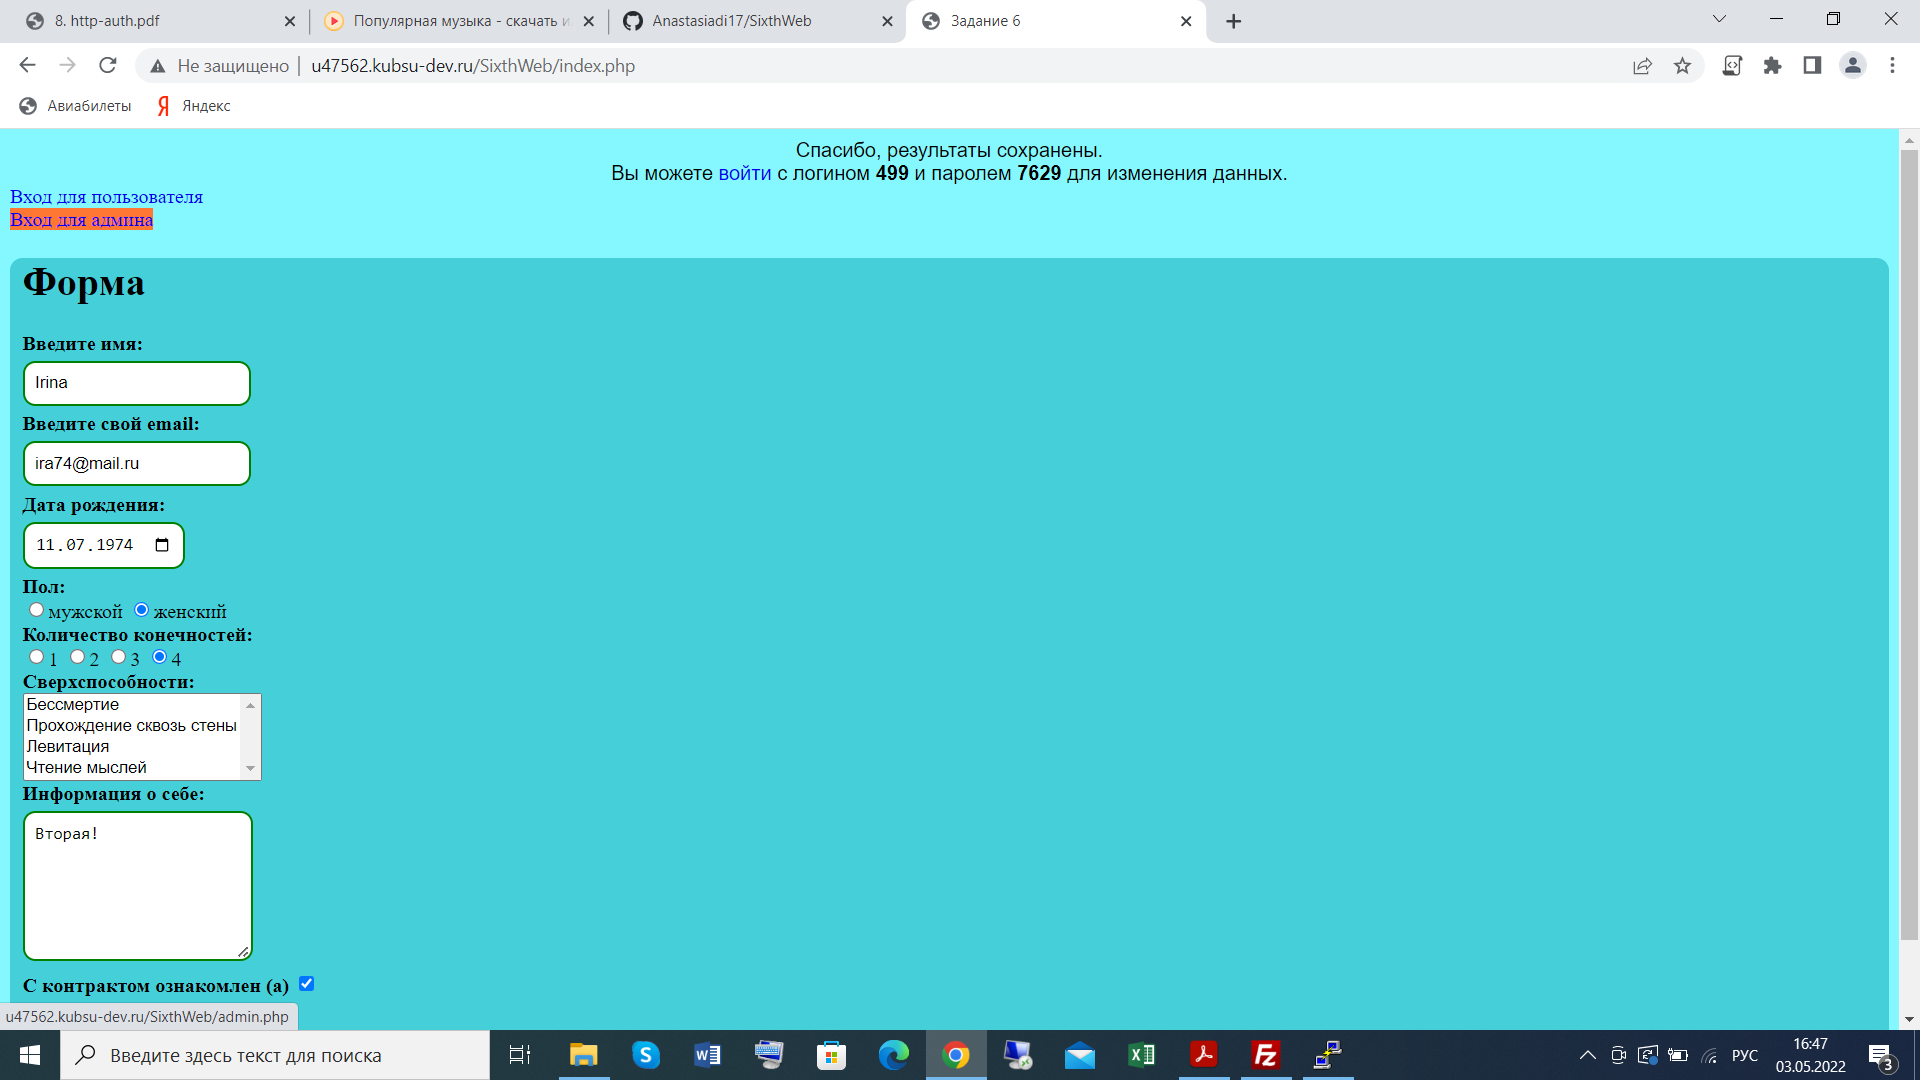 8. http-auth.pdf
Популярная музыка - скачать и
Anastasiadi17/SixthWeb
Задание 6
Не защищено
u47562.kubsu-dev.ru/SixthWeb/index.php
Авиабилеты
Яндекс
Спасибо, результаты сохранены.
Вы можете войти с логином 499 и паролем 7629 для изменения данных.
Вход для пользователя
Вход для админа
Форма
Введите имя:
Irina
Введите свой email:
ira74@mail.ru
Дата рождения:
11.07.1974
Пол:
мужской женский
Количество конечностей:
1 2 3 4
Сверхспособности:
Бессмертие
Прохождение сквозь стены
Левитация
Чтение мыслей
Информация о себе:
Вторая!
С контрактом ознакомлен (а)
u47562.kubsu-dev.ru/SixthWeb/admin.php
Введите здесь текст для поиска
РУС
16:47
03.05.2022
3